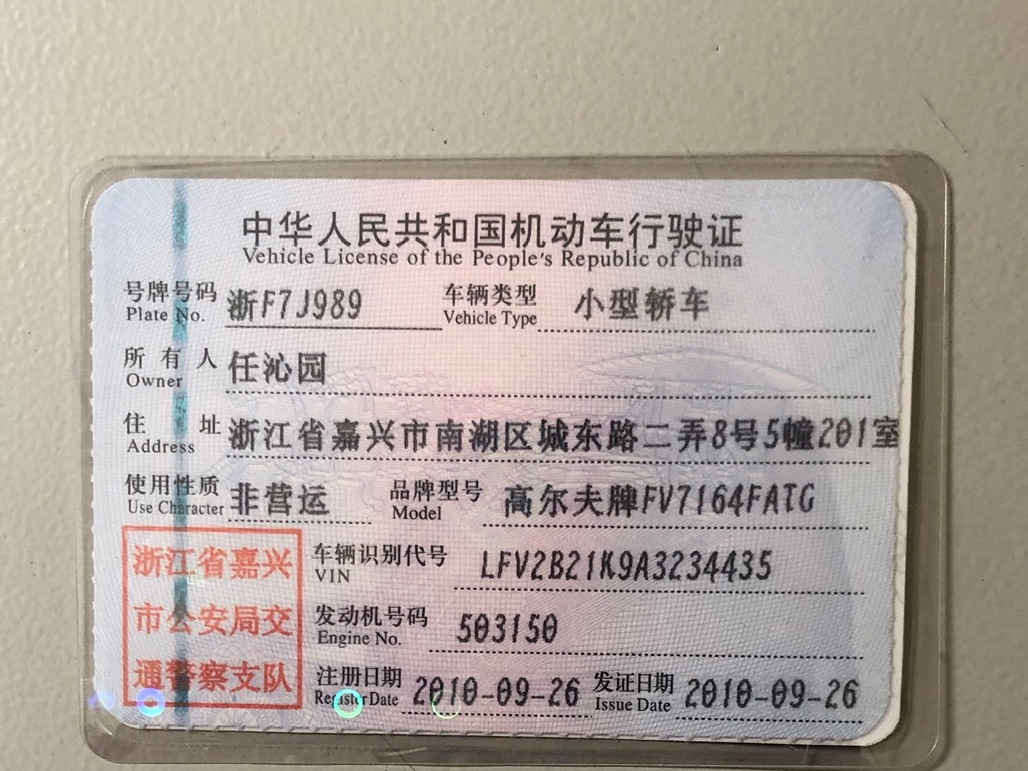 中华人民共和国机动车行驶证
Vehicle License of the People's Republic of China
号牌号码 浙F7J989 车辆类型 小型轿车
Plate No. Vehicle Type
所有人 任沁园
Owner
住址 浙江省嘉兴市南湖区城东路二弄8号5幢201室
Address
使用性质 非营运 品牌型号 高尔夫牌FV7164FATG
Use Character Model
浙江省嘉兴 车辆识别代号 LFV2B21K9A3234435
VIN
市公安局交 发动机号码 503150
Engine No.
通警察支队 注册日期 2010-09-26 发证日期 2010-09-26
Register Date Issue Date